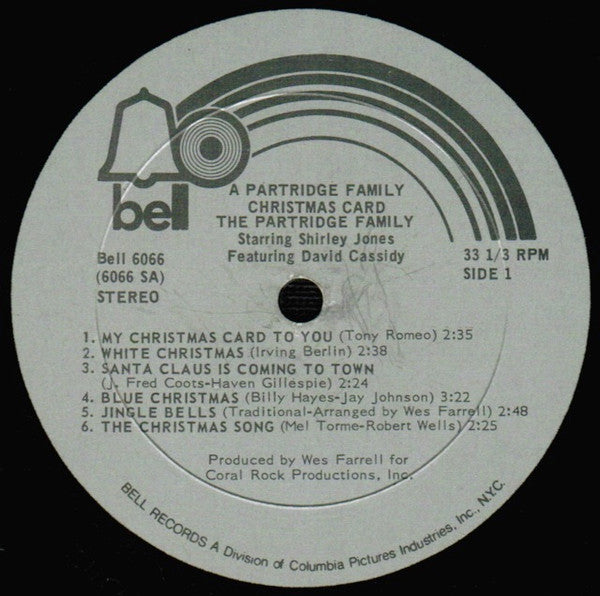 bell
A PARTRIDGE FAMILY
CHRISTMAS CARD
THE PARTRIDGE FAMILY
Starring Shirley Jones
Featuring David Cassidy
Bell 6066
(6066 SA)
STEREO
33 1/3 RPM
SIDE 1
1. MY CHRISTMAS CARD TO YOU (Tony Romeo) 2:35
2. WHITE CHRISTMAS (Irving Berlin) 2:38
3. SANTA CLAUS IS COMING TO TOWN
(J. Fred Coots-Haven Gillespie) 2:24
4. BLUE CHRISTMAS (Billy Hayes-Jay Johnson) 3:22
5. JINGLE BELLS (Traditional-Arranged by Wes Farrell) 2:48
6. THE CHRISTMAS SONG (Mel Torme-Robert Wells) 2:25
Produced by Wes Farrell for
Coral Rock Productions, Inc.
BELL RECORDS A Division of Columbia Pictures Industries, Inc., N.Y.C.